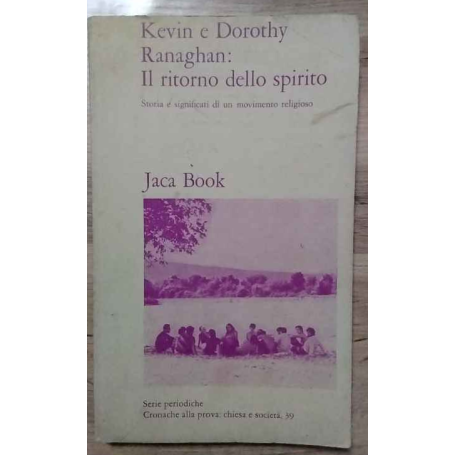 Kevin e Dorothy
Ranaghan:
Il ritorno dello spirito
Storia e significati di un movimento religioso
Jaca Book
Serie periodiche
Cronache alla prova: chiesa e società, 39